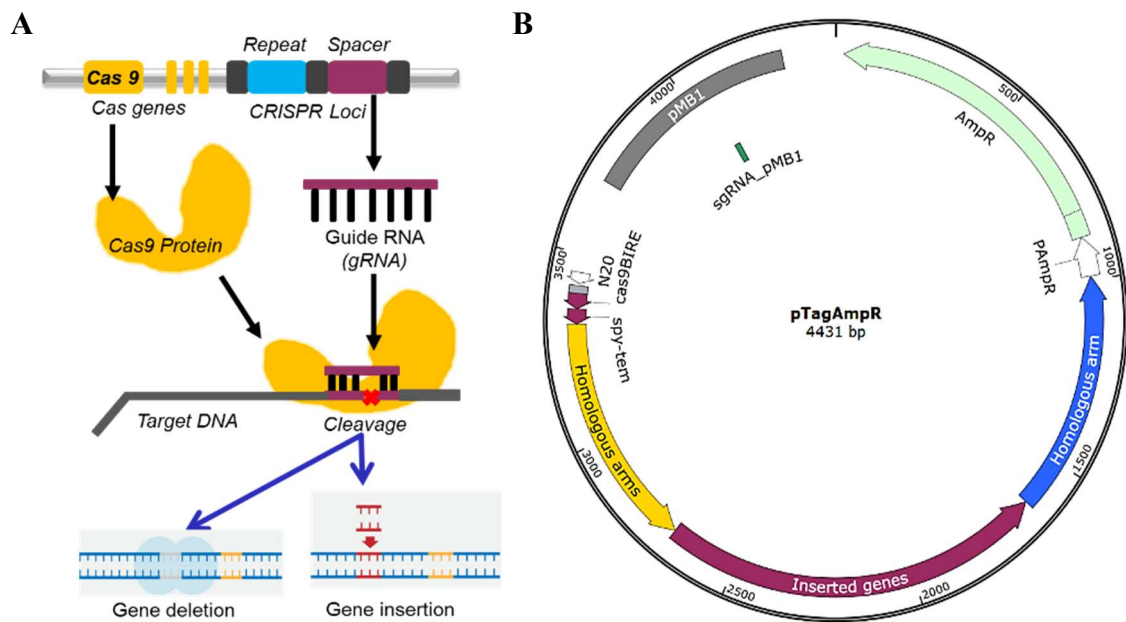 A
Repeat
Spacer
Cas 9
Cas genes
CRISPR Loci
Cas9 Protein
Guide RNA
(gRNA)
Target DNA
Cleavage
Gene deletion
Gene insertion
B
pMB1
4000
500
AmpR
sgRNA_pMB1
3500
N20
cas9BIRE
spy-tem
PAmpR
1000
pTagAmpR
4431 bp
Homologous arms
Homologous arm
3000
1500
Inserted genes
2500
2000